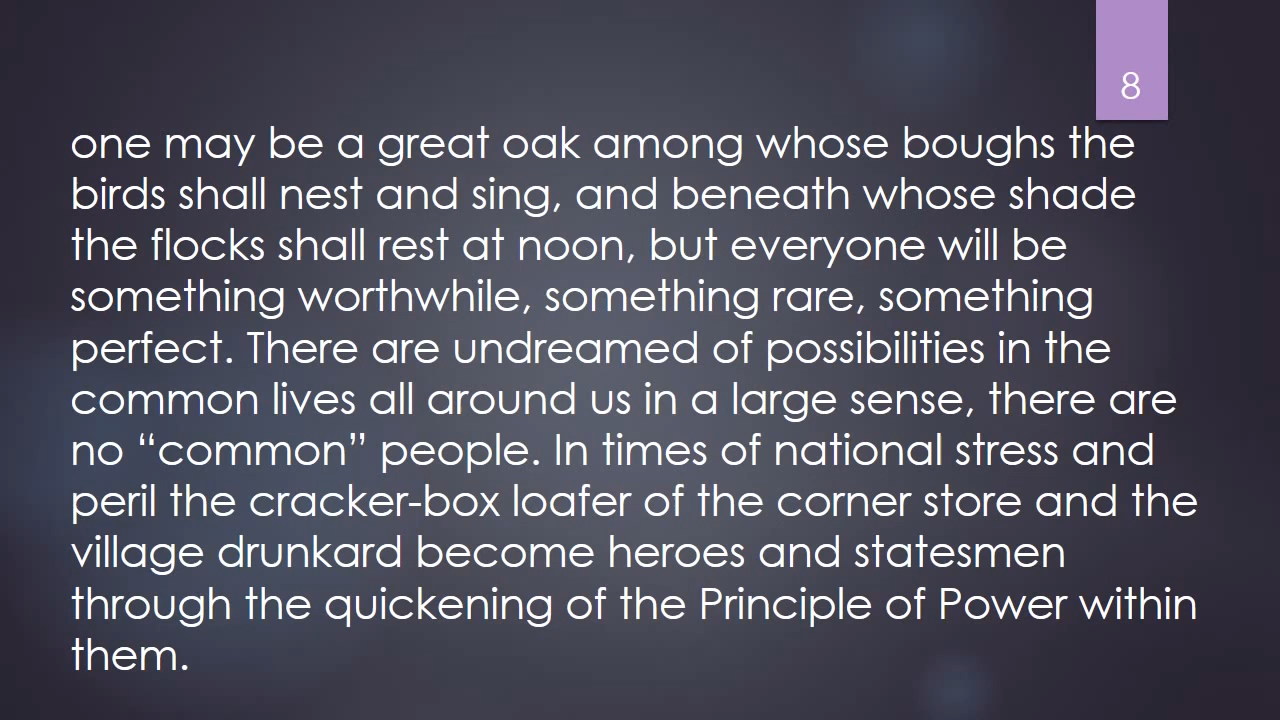 8
one may be a great oak among whose boughs the
birds shall nest and sing, and beneath whose shade
the flocks shall rest at noon, but everyone will be
something worthwhile, something rare, something
perfect. There are undreamed of possibilities in the
common lives all around us in a large sense, there are
no “common” people. In times of national stress and
peril the cracker-box loafer of the corner store and the
village drunkard become heroes and statesmen
through the quickening of the Principle of Power within
them.